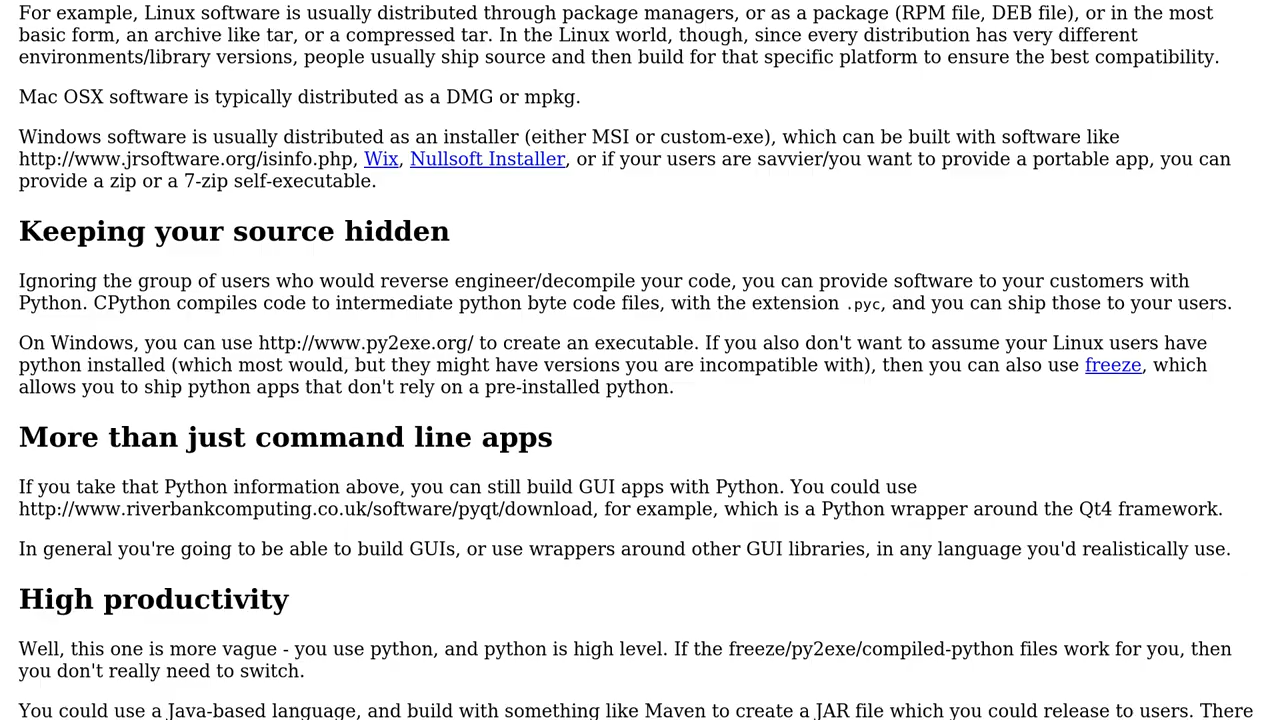 For example, Linux software is usually distributed through package managers, or as a package (RPM file, DEB file), or in the most
basic form, an archive like tar, or a compressed tar. In the Linux world, though, since every distribution has very different
environments/library versions, people usually ship source and then build for that specific platform to ensure the best compatibility.
Mac OSX software is typically distributed as a DMG or mpkg.
Windows software is usually distributed as an installer (either MSI or custom-exe), which can be built with software like
http://www.jrsoftware.org/isinfo.php, Wix, Nullsoft Installer, or if your users are savvier/you want to provide a portable app, you can
provide a zip or a 7-zip self-executable.
Keeping your source hidden
Ignoring the group of users who would reverse engineer/decompile your code, you can provide software to your customers with
Python. CPython compiles code to intermediate python byte code files, with the extension .pyc, and you can ship those to your users.
On Windows, you can use http://www.py2exe.org/ to create an executable. If you also don't want to assume your Linux users have
python installed (which most would, but they might have versions you are incompatible with), then you can also use freeze, which
allows you to ship python apps that don't rely on a pre-installed python.
More than just command line apps
If you take that Python information above, you can still build GUI apps with Python. You could use
http://www.riverbankcomputing.co.uk/software/pyqt/download, for example, which is a Python wrapper around the Qt4 framework.
In general you're going to be able to build GUIs, or use wrappers around other GUI libraries, in any language you'd realistically use.
High productivity
Well, this one is more vague - you use python, and python is high level. If the freeze/py2exe/compiled-python files work for you, then
you don't really need to switch.
You could use a Java-based language, and build with something like Maven to create a JAR file which you could release to users. There